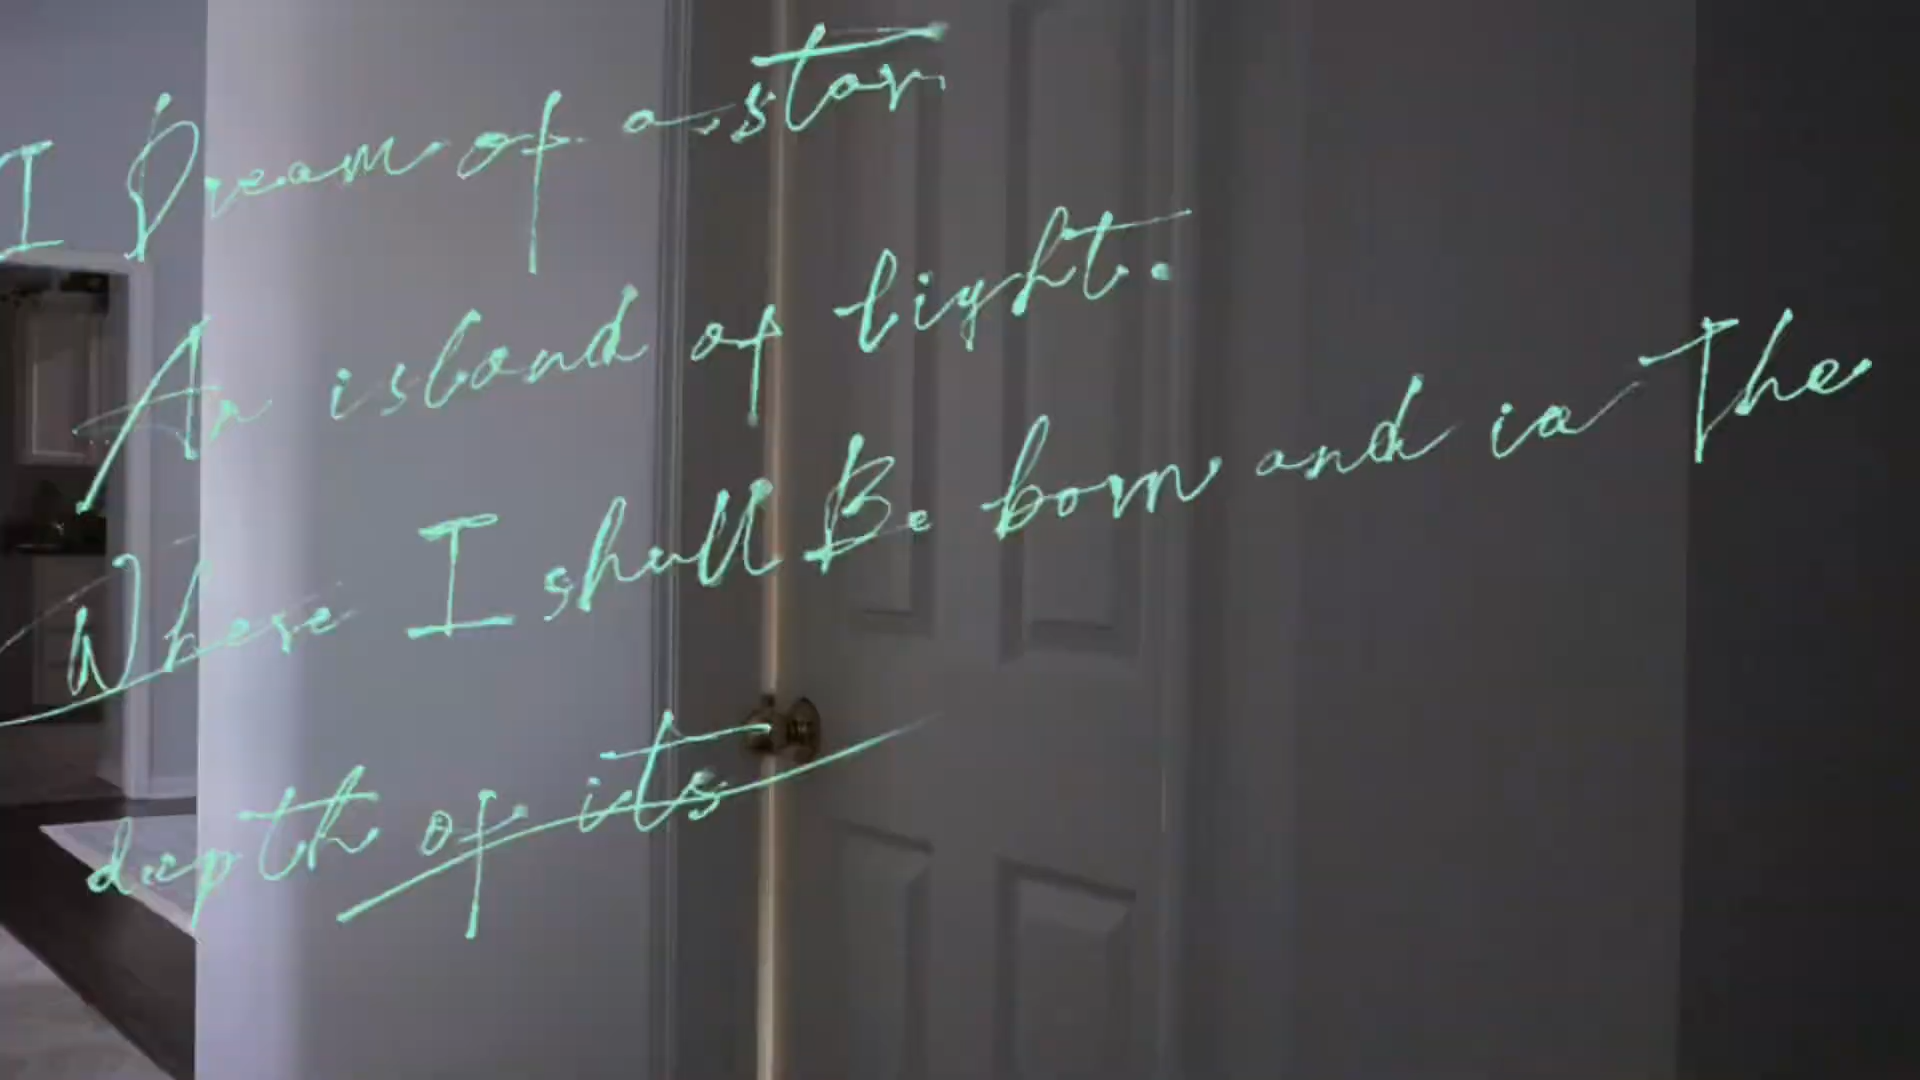 I Dream of a star
An island of light.
Where I shall Be born and in the
depth of its